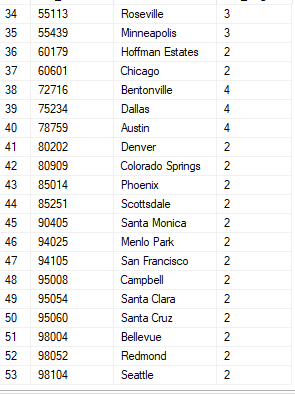 34 55113 Roseville 3
35 55439 Minneapolis 3
36 60179 Hoffman Estates 2
37 60601 Chicago 2
38 72716 Bentonville 4
39 75234 Dallas 4
40 78759 Austin 4
41 80202 Denver 2
42 80909 Colorado Springs 2
43 85014 Phoenix 2
44 85251 Scottsdale 2
45 90405 Santa Monica 2
46 94025 Menlo Park 2
47 94105 San Francisco 2
48 95008 Campbell 2
49 95054 Santa Clara 2
50 95060 Santa Cruz 2
51 98004 Bellevue 2
52 98052 Redmond 2
53 98104 Seattle 2